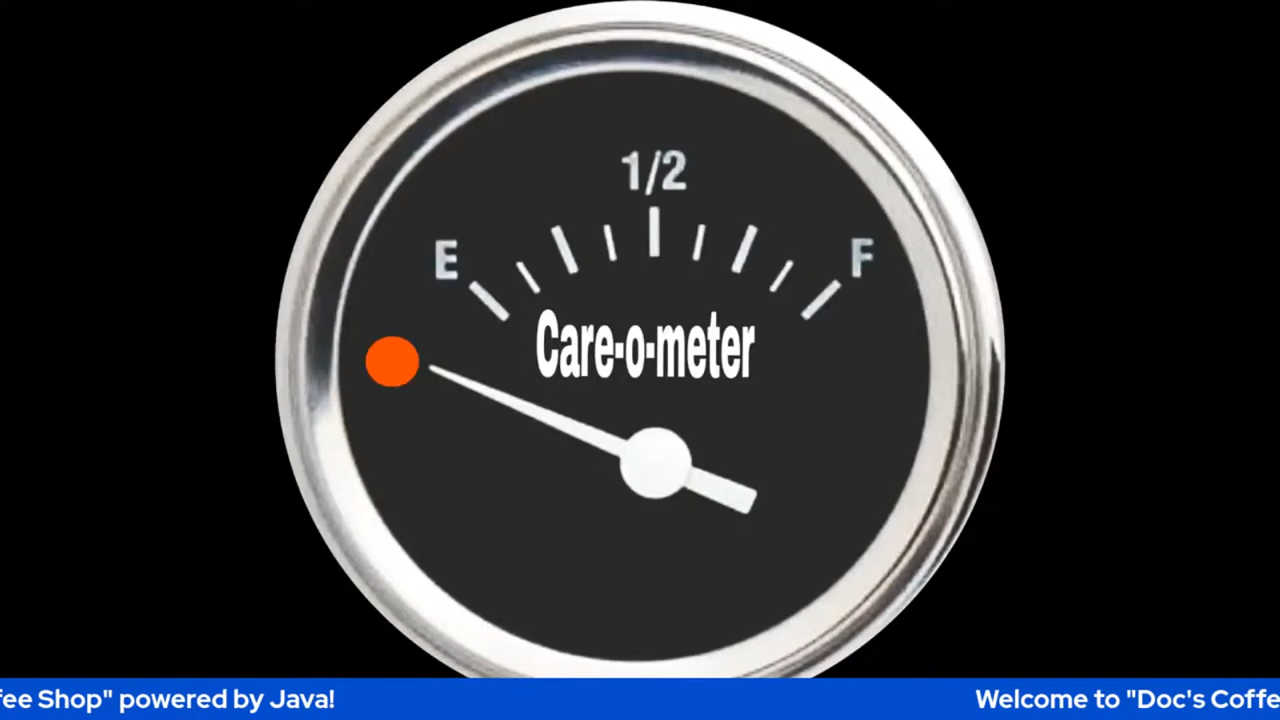 1/2
E
F
Care-o-meter
fee Shop" powered by Java!
Welcome to "Doc's Coffe